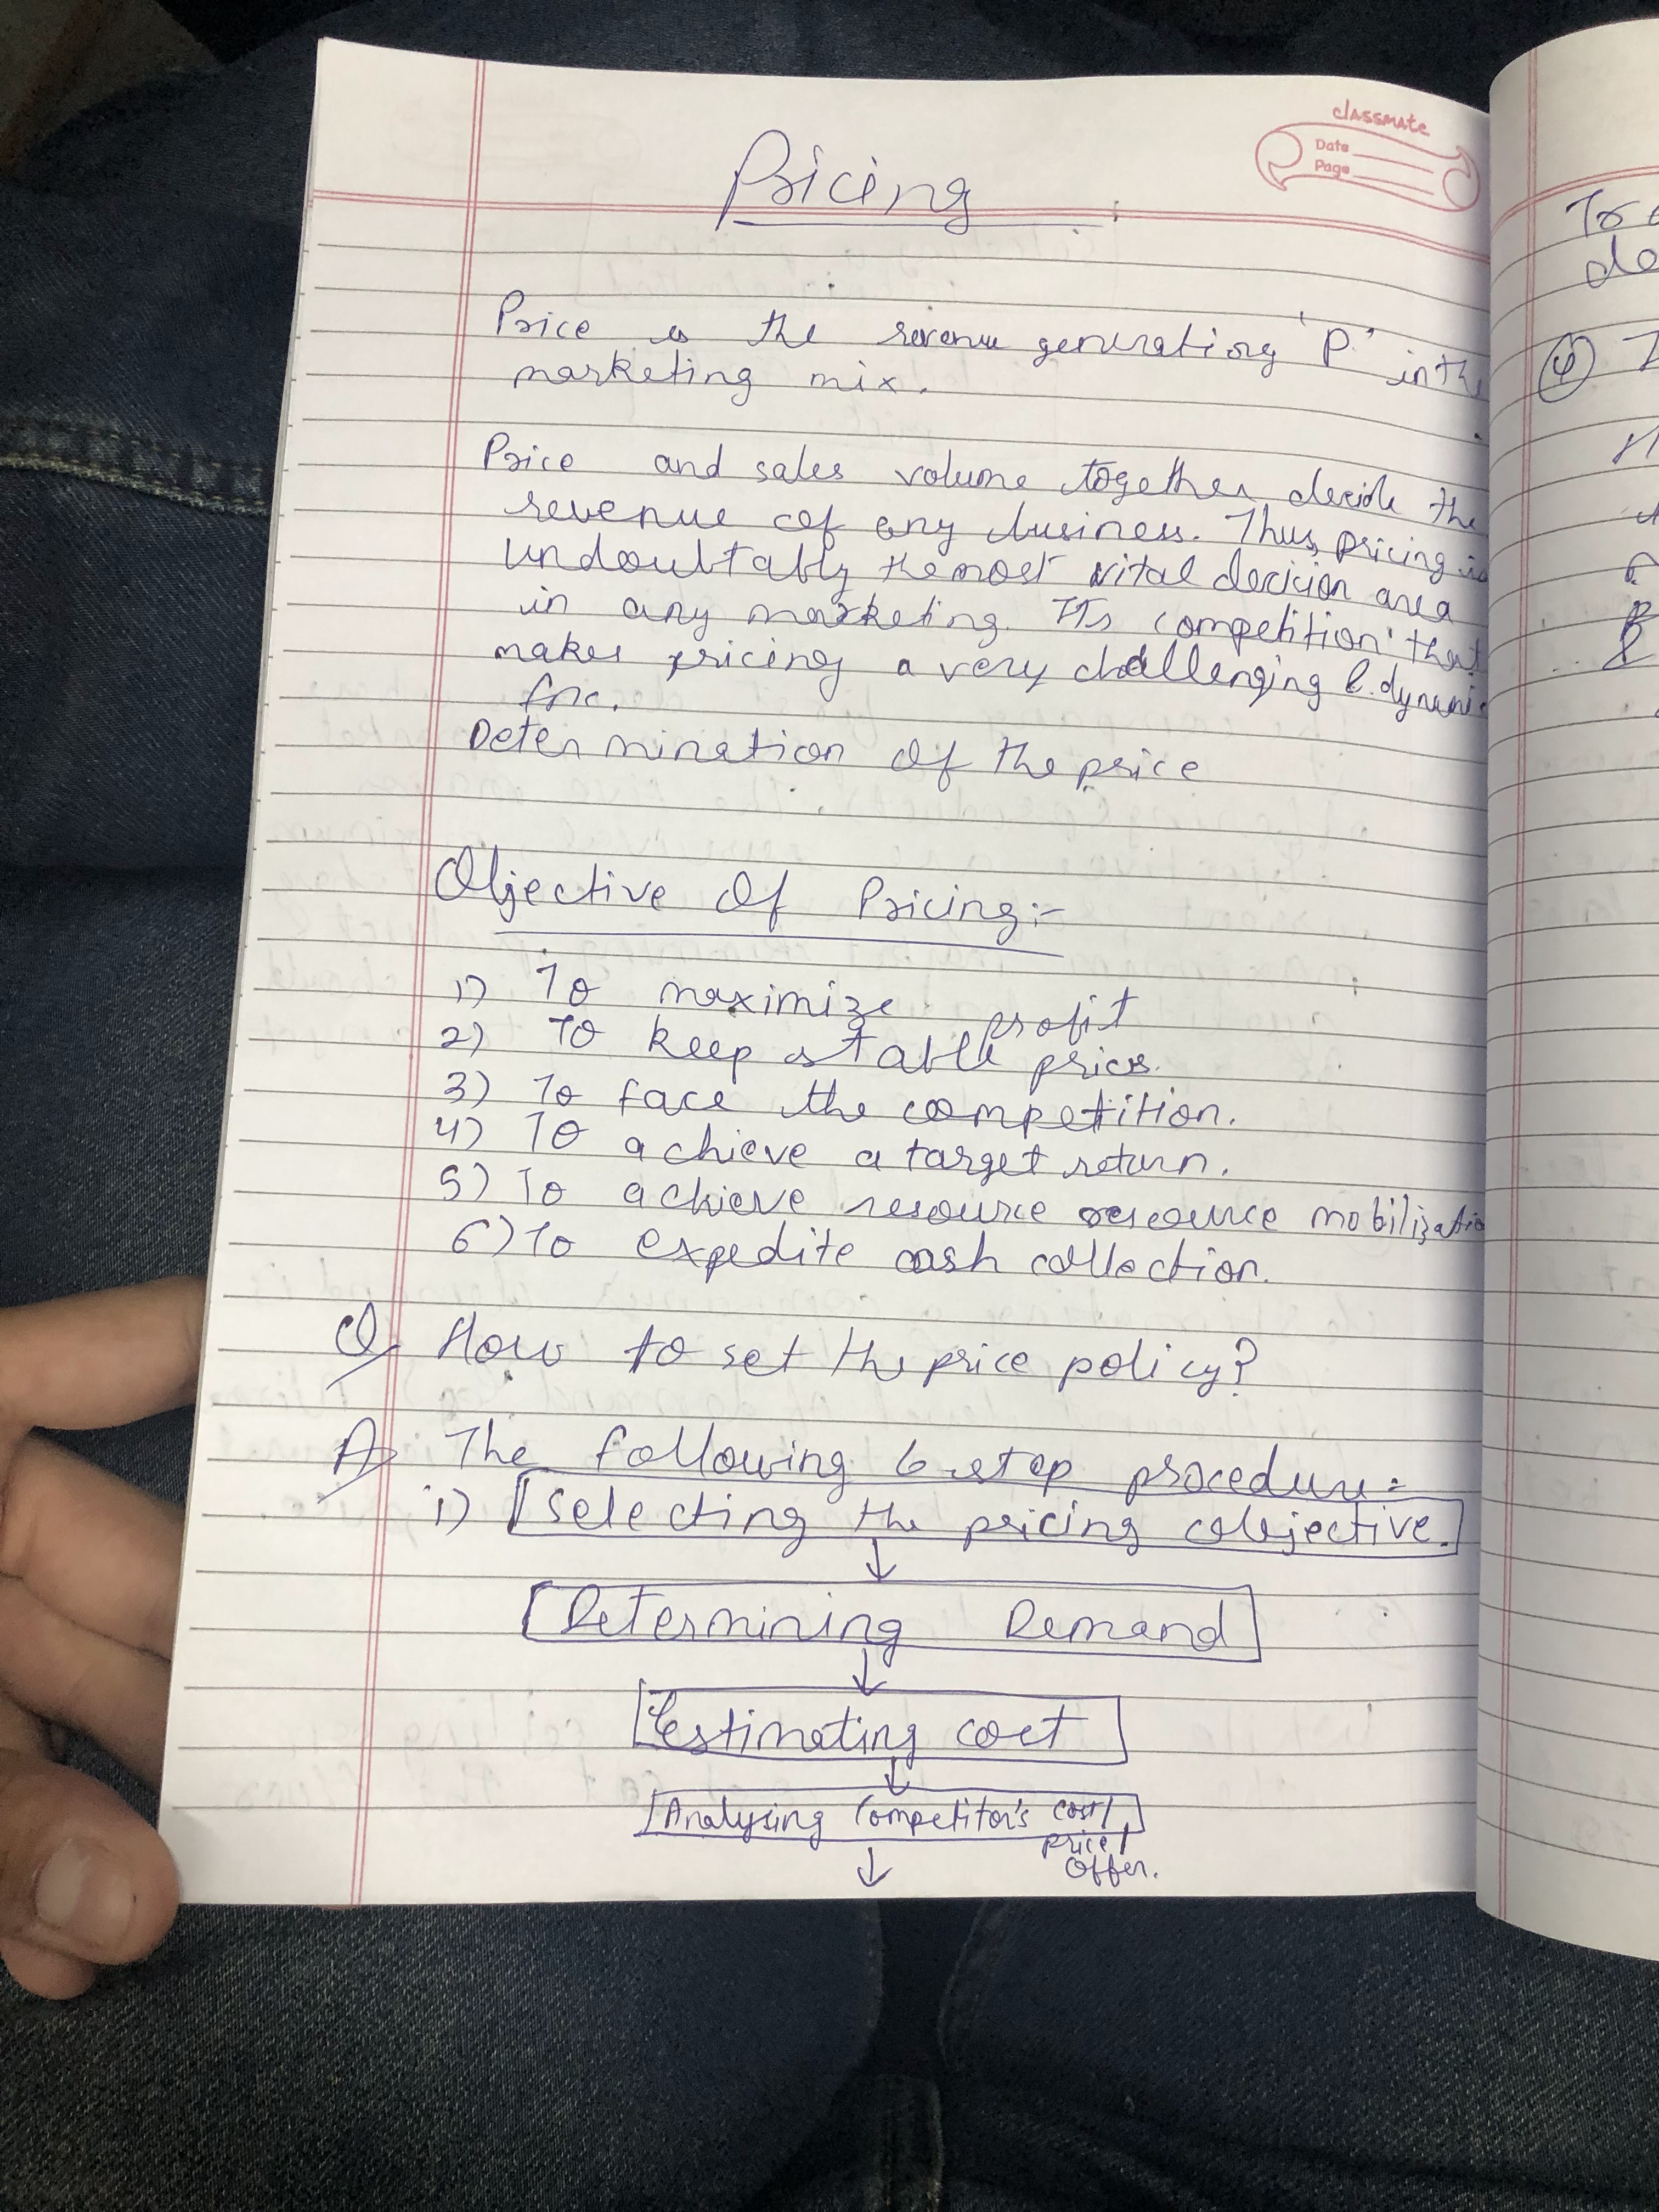 classmate
Date
Page
Pricing
Price is the revenue generating 'P' in the
marketing mix.
Price and sales volume together decide the
revenue of any business. Thus, pricing is
undoubtably the most vital decision area
in any marketing. Its competition that
makes pricing a very challenging & dynamic
fnc.
Determination of the price
Objective Of Pricing:-
1) To maximize profit
2) To keep stable price.
3) To face the competition.
4) To achieve a target return.
5) To achieve resource resource mobilizatio
6) To expedite cash collection.
Q How to set the price policy?
A The following 6 step procedure:
1) Selecting the pricing objective.
↓
Determining Demand
↓
Estimating cost
↓
Analysing Competitor's cost/
price/
Offer.
↓
To
de
4